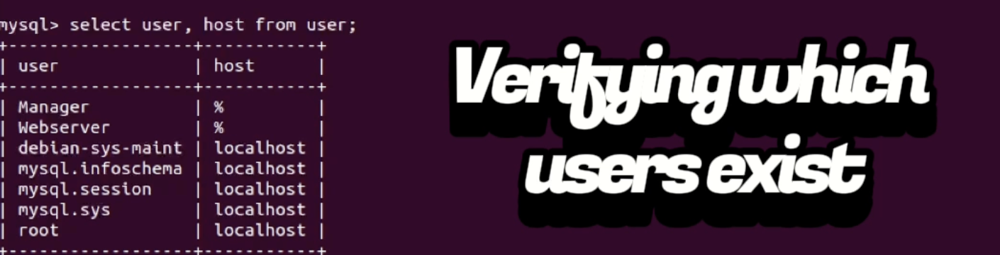 mysql> select user, host from user;
+------------------+-----------+
| user             | host      |
+------------------+-----------+
| Manager          | %         |
| Webserver        | %         |
| debian-sys-maint | localhost |
| mysql.infoschema | localhost |
| mysql.session    | localhost |
| mysql.sys        | localhost |
| root             | localhost |
+------------------+-----------+
Verifying which
users exist